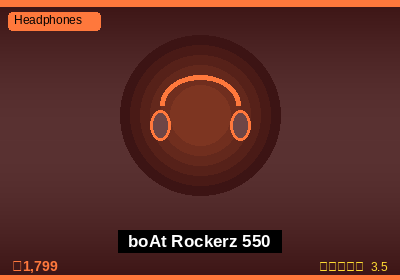 Headphones
boAt Rockerz 550
□1,799
□□□□□ 3.5